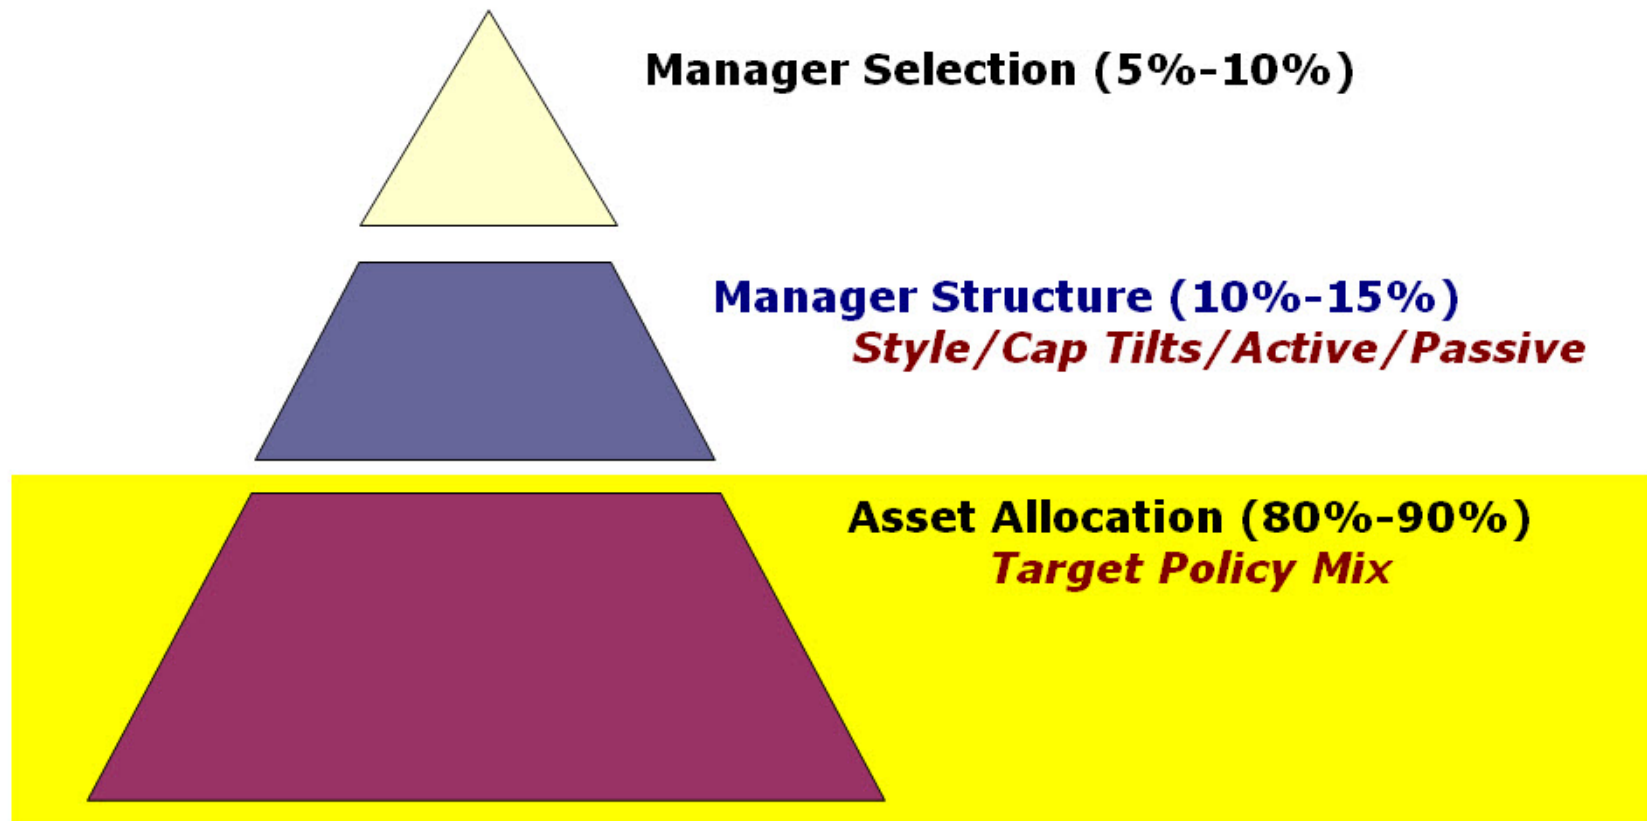 Manager Selection (5%-10%)
Manager Structure (10%-15%)
Style/Cap Tilts/Active/Passive
Asset Allocation (80%-90%)
Target Policy Mix